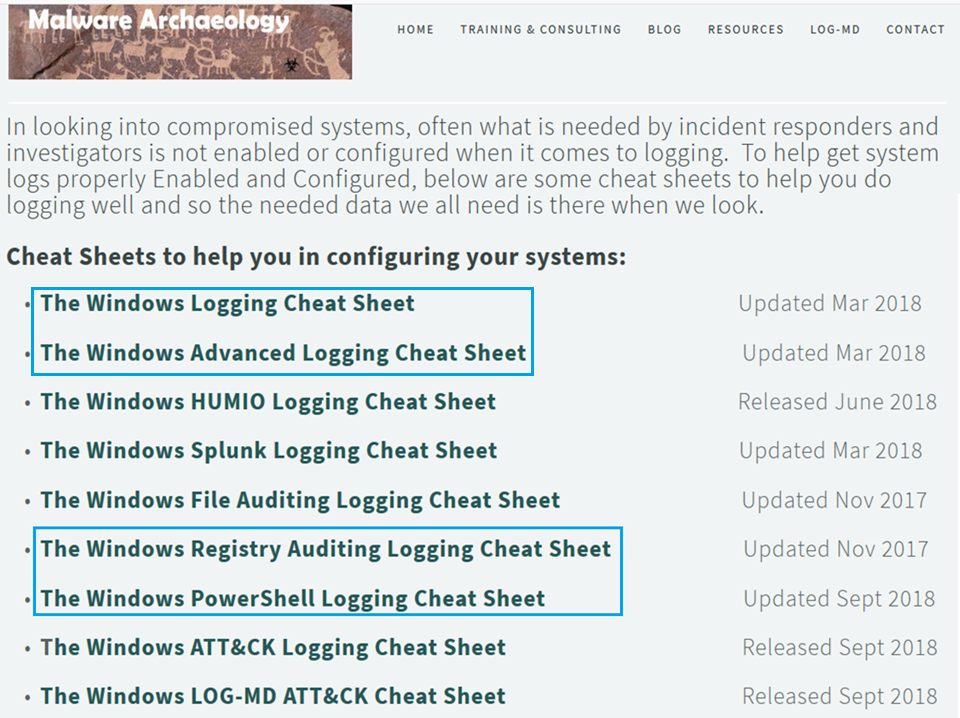 Malware Archaeology
HOME TRAINING & CONSULTING BLOG RESOURCES LOG-MD CONTACT
In looking into compromised systems, often what is needed by incident responders and
investigators is not enabled or configured when it comes to logging.  To help get system
logs properly Enabled and Configured, below are some cheat sheets to help you do
logging well and so the needed data we all need is there when we look.
Cheat Sheets to help you in configuring your systems:
• The Windows Logging Cheat Sheet Updated Mar 2018
• The Windows Advanced Logging Cheat Sheet Updated Mar 2018
• The Windows HUMIO Logging Cheat Sheet Released June 2018
• The Windows Splunk Logging Cheat Sheet Updated Mar 2018
• The Windows File Auditing Logging Cheat Sheet Updated Nov 2017
• The Windows Registry Auditing Logging Cheat Sheet Updated Nov 2017
• The Windows PowerShell Logging Cheat Sheet Updated Sept 2018
• The Windows ATT&CK Logging Cheat Sheet Released Sept 2018
• The Windows LOG-MD ATT&CK Cheat Sheet Released Sept 2018